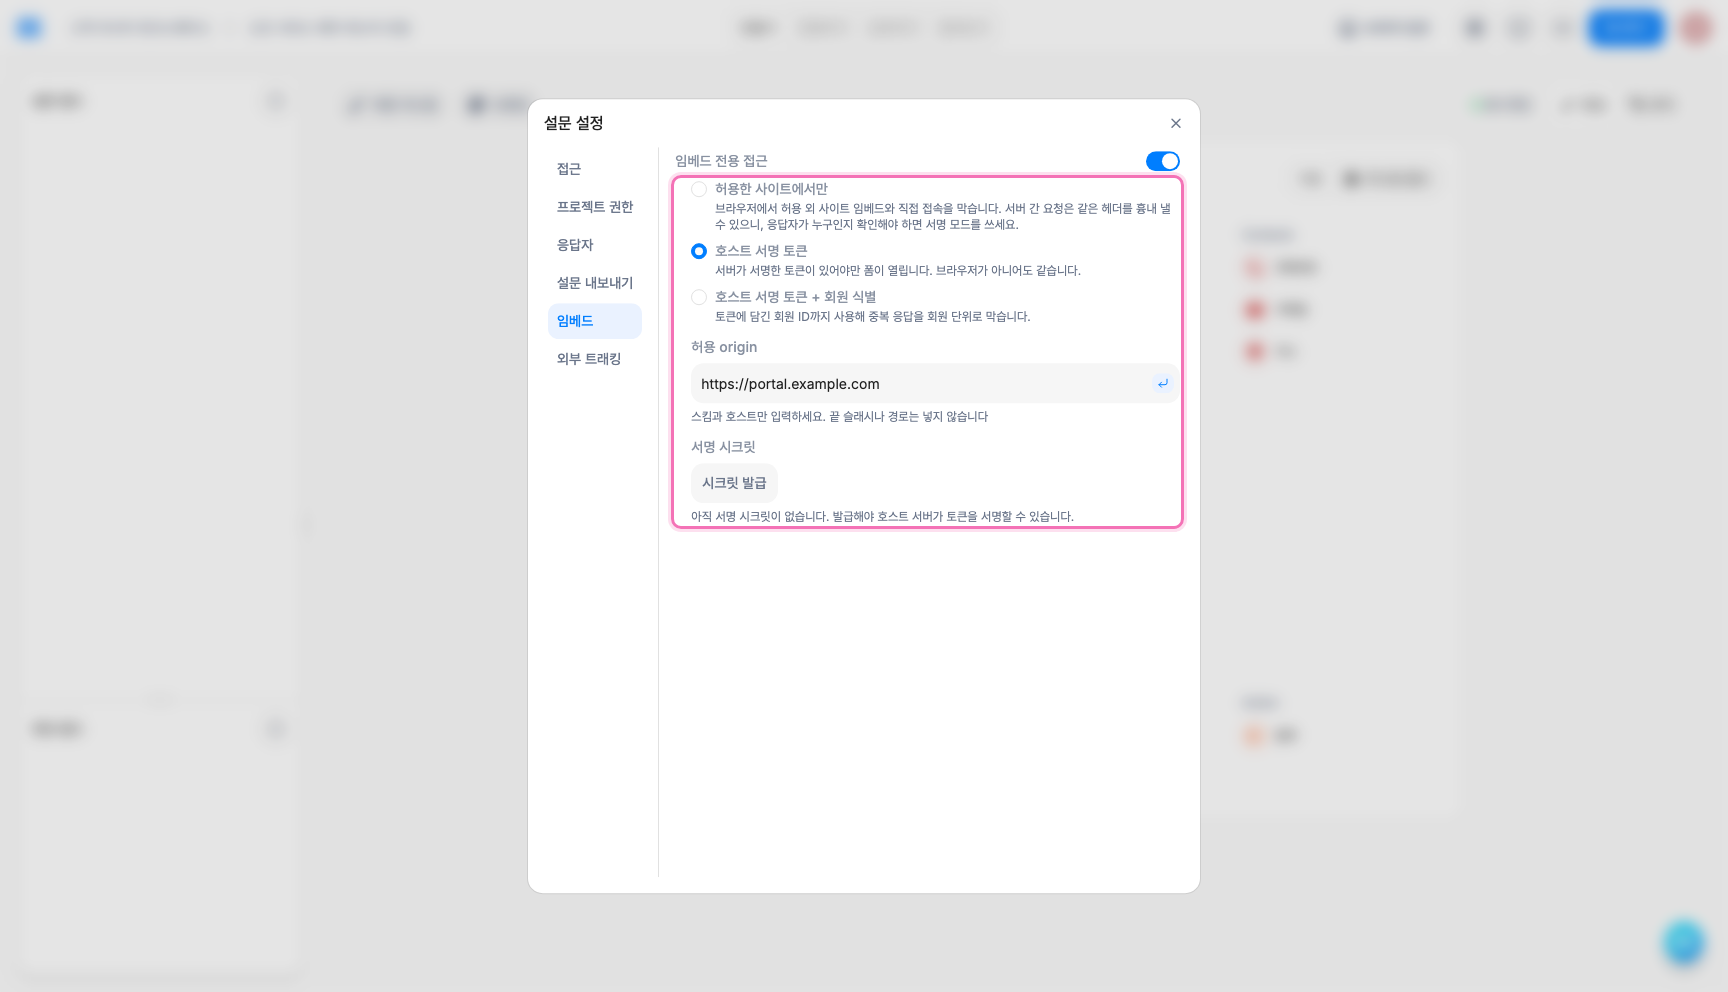 설문 설정
접근
프로젝트 권한
응답자
설문 내보내기
임베드
외부 트래킹
임베드 전용 접근
허용한 사이트에서만
브라우저에서 허용 외 사이트 임베드와 직접 접속을 막습니다. 서버 간 요청은 같은 헤더를 흉내 낼
수 있으니, 응답자가 누구인지 확인해야 하면 서명 모드를 쓰세요.
호스트 서명 토큰
서버가 서명한 토큰이 있어야만 폼이 열립니다. 브라우저가 아니어도 같습니다.
호스트 서명 토큰 + 회원 식별
토큰에 담긴 회원 ID까지 사용해 중복 응답을 회원 단위로 막습니다.
허용 origin
https://portal.example.com
스킴과 호스트만 입력하세요. 끝 슬래시나 경로는 넣지 않습니다
서명 시크릿
시크릿 발급
아직 서명 시크릿이 없습니다. 발급해야 호스트 서버가 토큰을 서명할 수 있습니다.